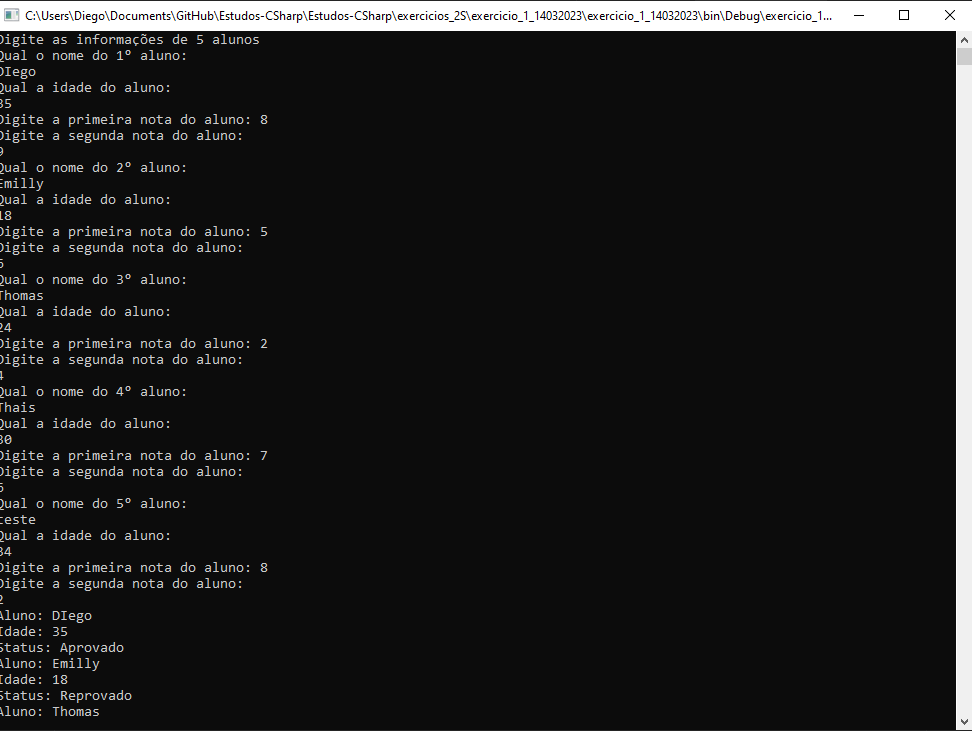 C:\Users\Diego\Documents\GitHub\Estudos-CSharp\Estudos-CSharp\exercicios_2S\exercicio_1_14032023\exercicio_1_14032023\bin\Debug\exercicio_1...
Digite as informações de 5 alunos
Qual o nome do 1º aluno:
DIego
Qual a idade do aluno:
35
Digite a primeira nota do aluno: 8
Digite a segunda nota do aluno:
9
Qual o nome do 2º aluno:
Emilly
Qual a idade do aluno:
18
Digite a primeira nota do aluno: 5
Digite a segunda nota do aluno:
6
Qual o nome do 3º aluno:
Thomas
Qual a idade do aluno:
24
Digite a primeira nota do aluno: 2
Digite a segunda nota do aluno:
4
Qual o nome do 4º aluno:
Thais
Qual a idade do aluno:
30
Digite a primeira nota do aluno: 7
Digite a segunda nota do aluno:
6
Qual o nome do 5º aluno:
teste
Qual a idade do aluno:
34
Digite a primeira nota do aluno: 8
Digite a segunda nota do aluno:
2
Aluno: DIego
Idade: 35
Status: Aprovado
Aluno: Emilly
Idade: 18
Status: Reprovado
Aluno: Thomas